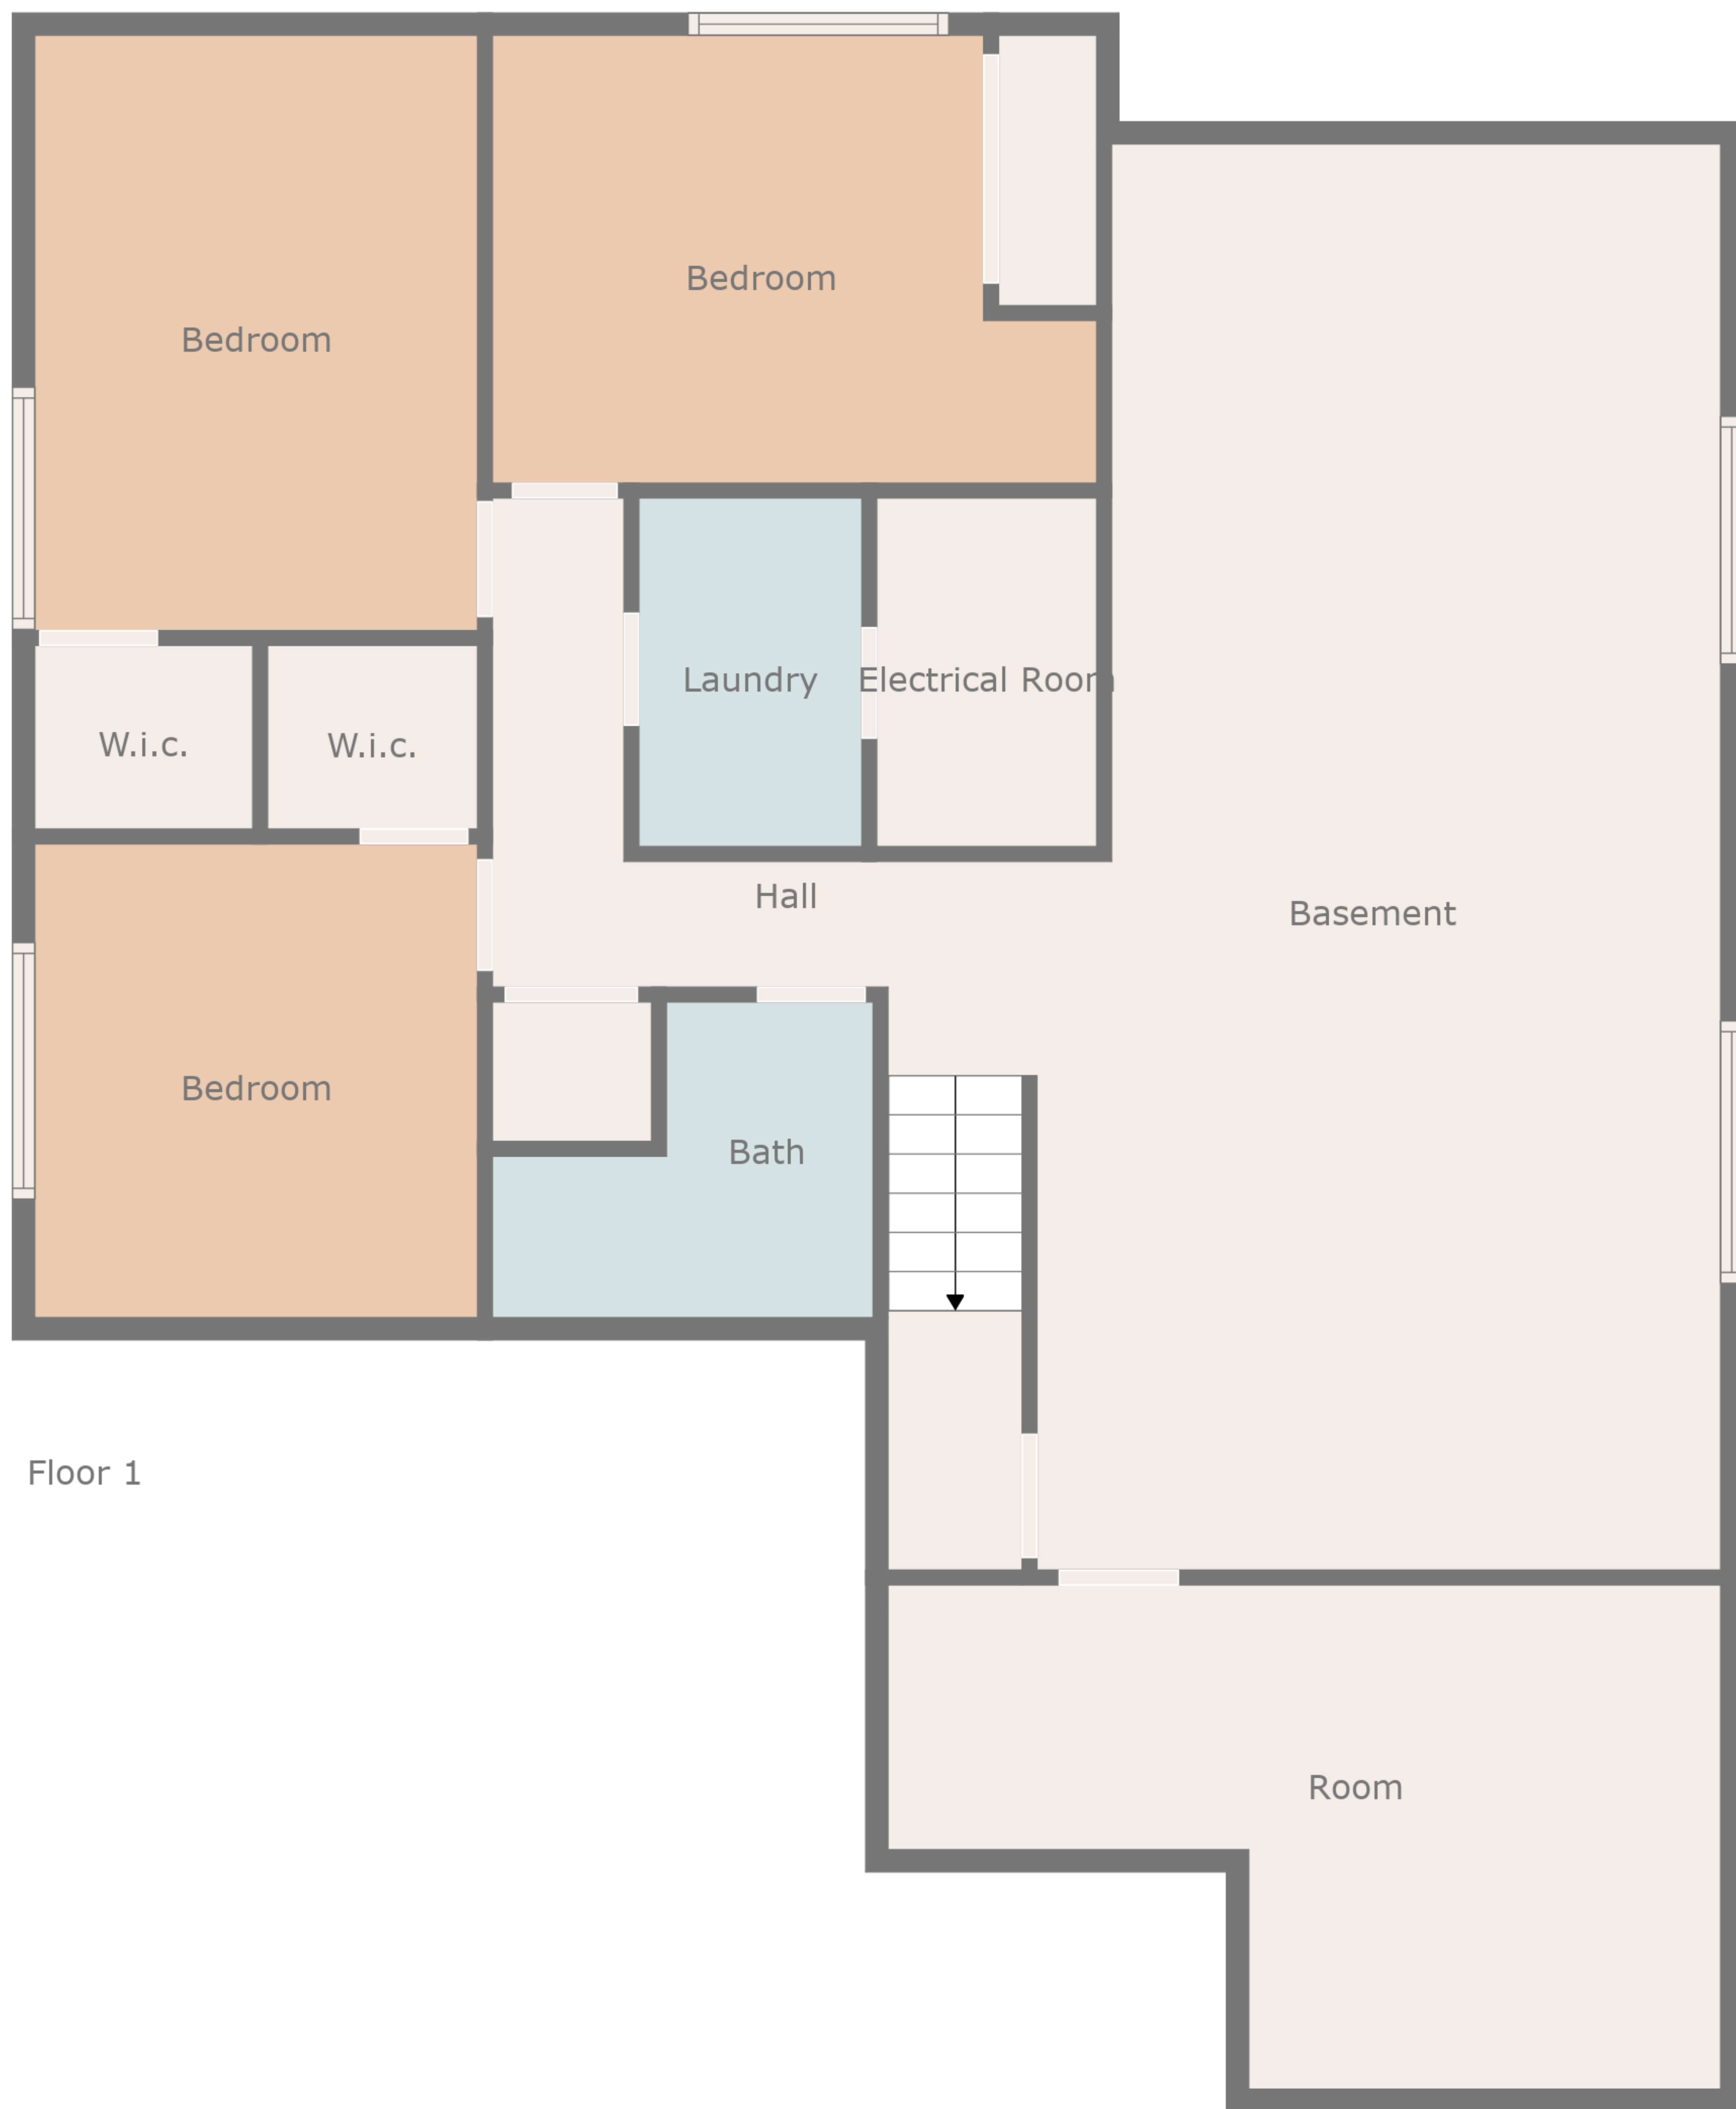 Bedroom
Bedroom
Laundry
Electrical Room
W.i.c.
W.i.c.
Hall
Basement
Bedroom
Bath
Floor 1
Room